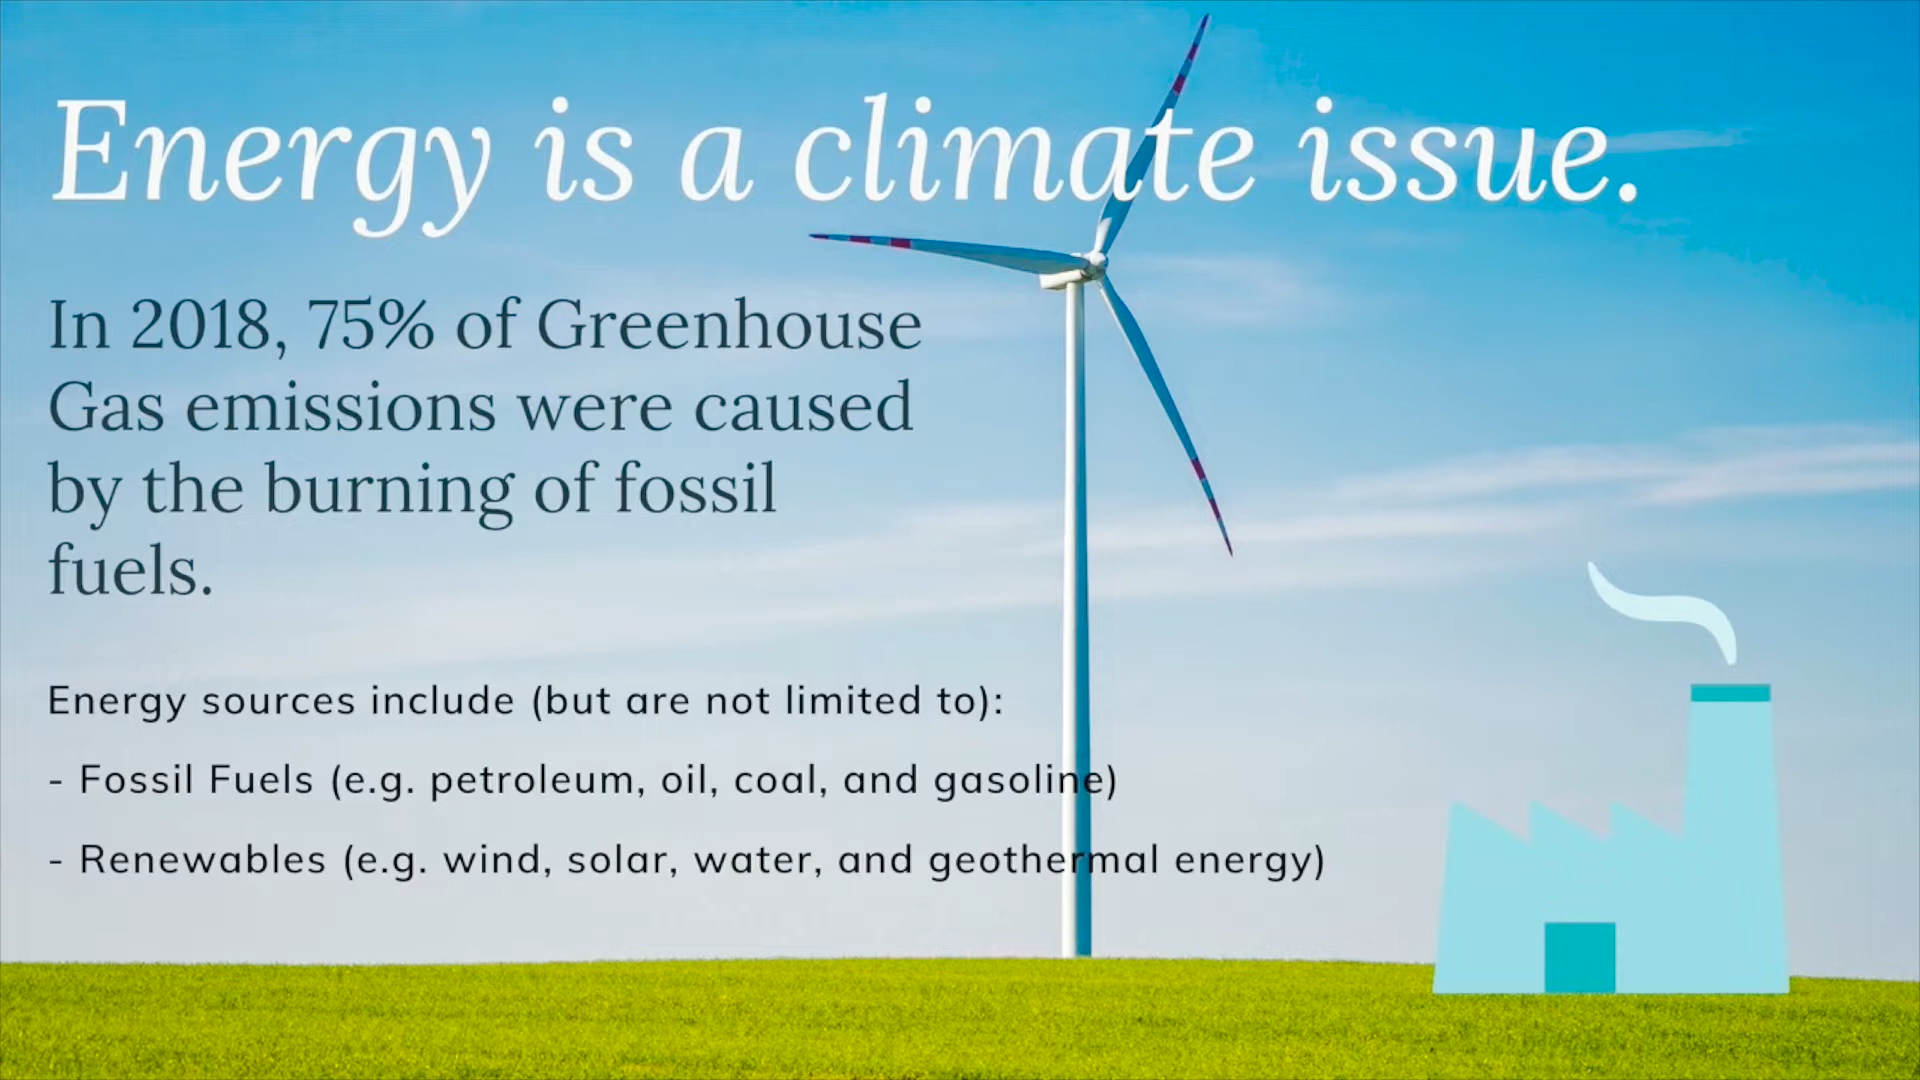 Energy is a climate issue.
In 2018, 75% of Greenhouse
Gas emissions were caused
by the burning of fossil
fuels.
Energy sources include (but are not limited to):
- Fossil Fuels (e.g. petroleum, oil, coal, and gasoline)
- Renewables (e.g. wind, solar, water, and geothermal energy)